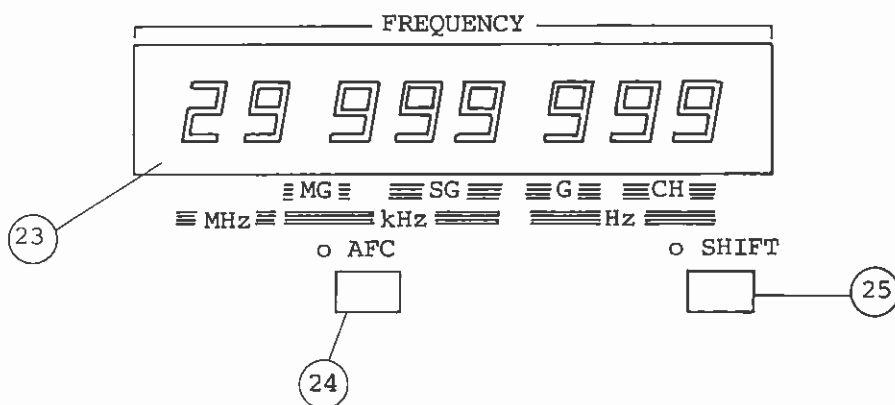 FREQUENCY
29 999 999
MG SG G CH
MHz kHz Hz
23
AFC SHIFT
25
24